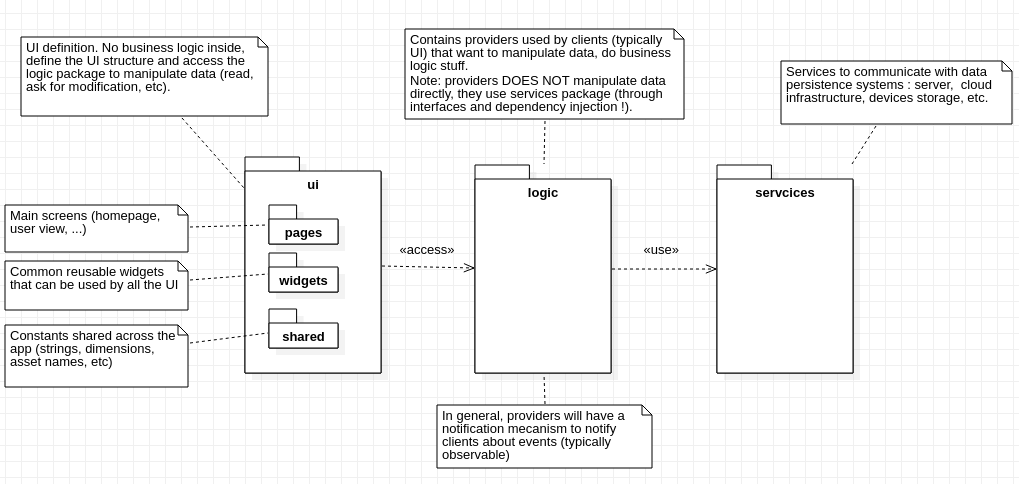 UI definition. No business logic inside,
define the UI structure and access the
logic package to manipulate data (read,
ask for modification, etc).
Contains providers used by clients (typically
UI) that want to manipulate data, do business
logic stuff.
Note: providers DOES NOT manipulate data
directly, they use services package (through
interfaces and dependency injection !).
Services to communicate with data
persistence systems : server,  cloud
infrastructure, devices storage, etc.
ui
logic
servcices
Main screens (homepage,
user view, ...)
pages
«access»
«use»
Common reusable widgets
that can be used by all the UI
widgets
Constants shared across the
app (strings, dimensions,
asset names, etc)
shared
In general, providers will have a
notification mecanism to notify
clients about events (typically
observable)